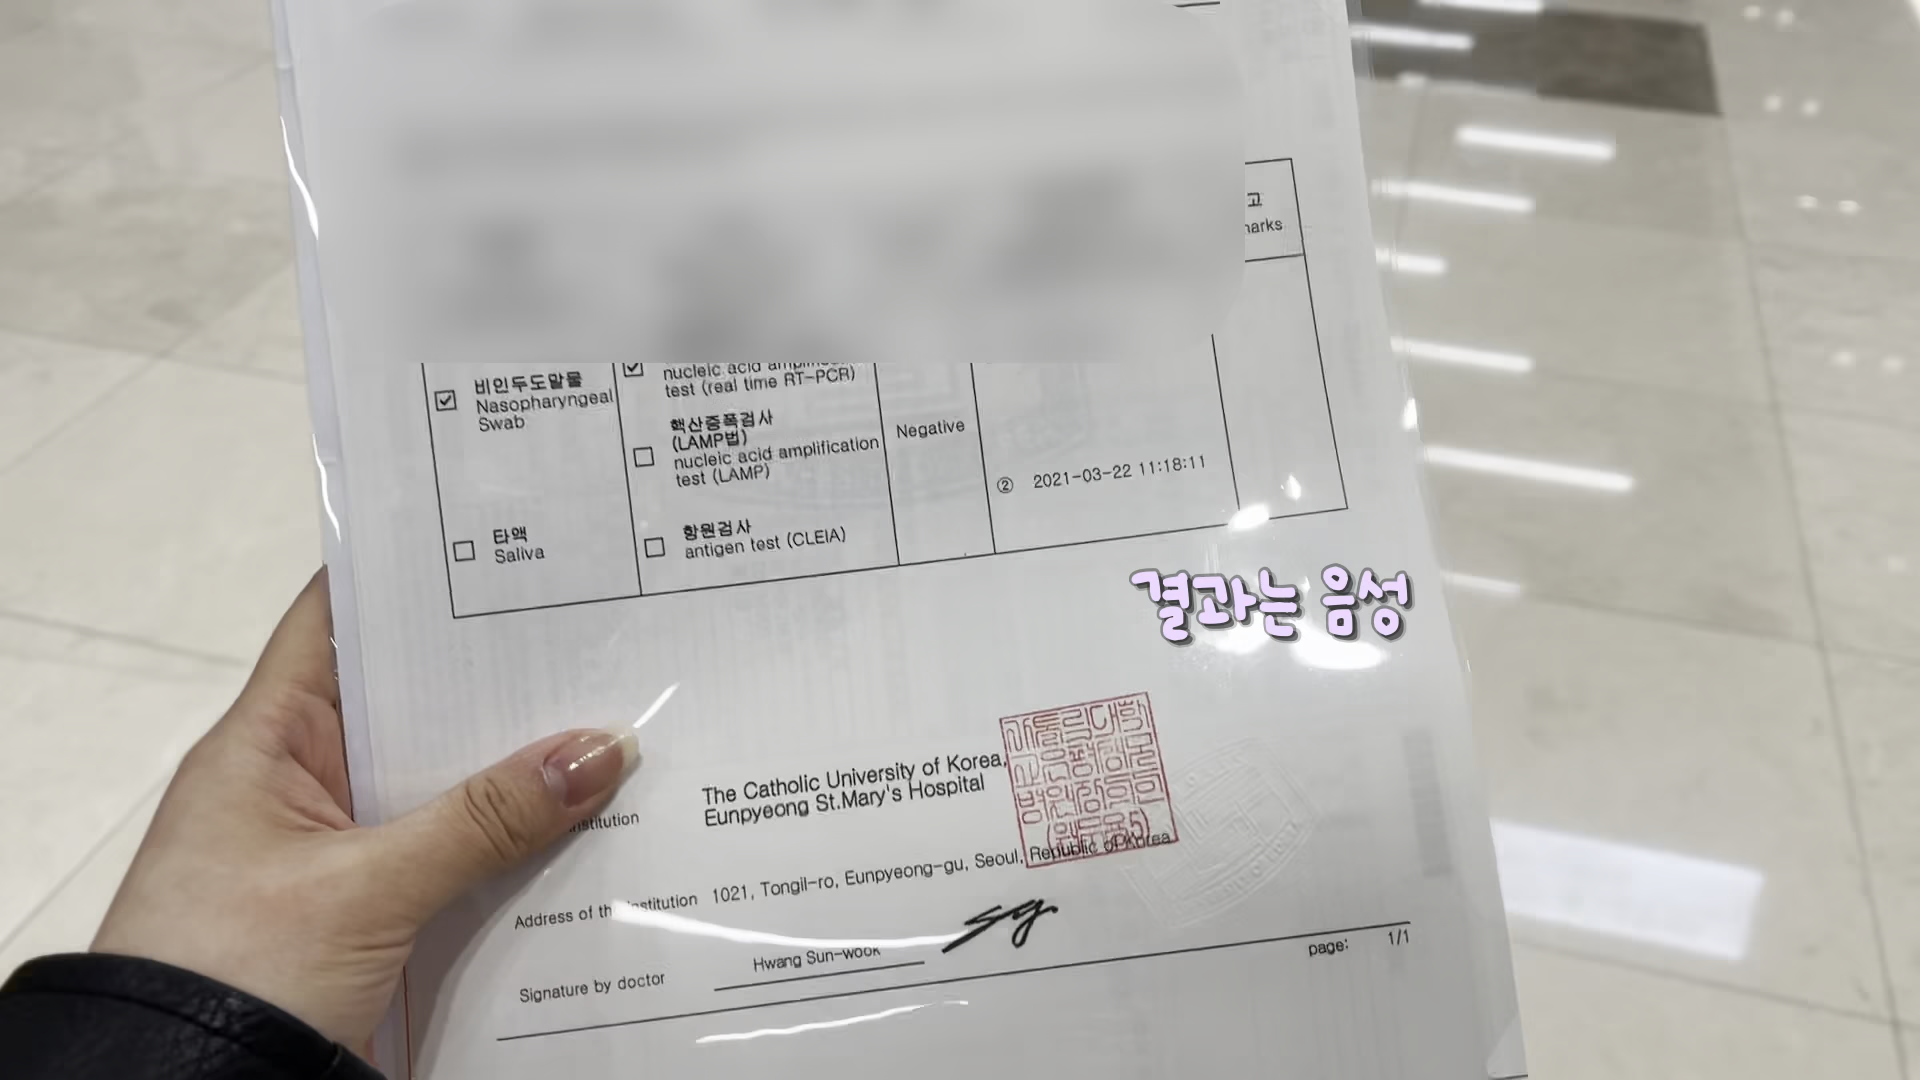 고
marks
비인두도말물
Nasopharyngeal
Swab
nucleic acid
test (real time RT-PCR)
핵산증폭검사
(LAMP법)
nucleic acid amplification
test (LAMP)
Negative
② 2021-03-22 11:18:11
타액
Saliva
항원검사
antigen test (CLEIA)
결과는 음성
The Catholic University of Korea,
Eunpyeong St.Mary's Hospital
institution
Address of the institution 1021, Tongil-ro, Eunpyeong-gu, Seoul, Republic of Korea
Signature by doctor Hwang Sun-wook
page: 1/1